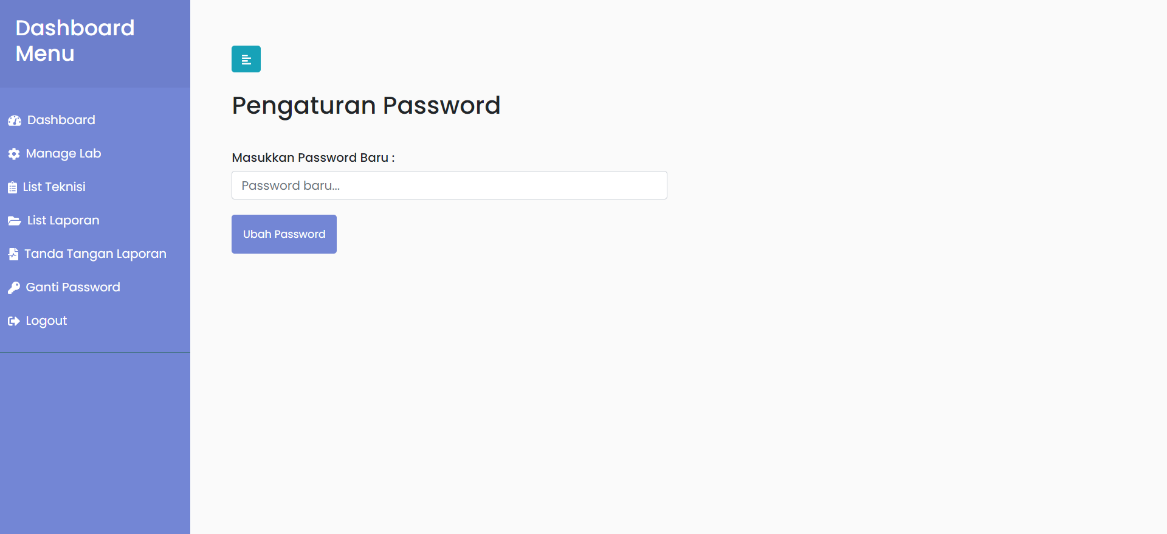 Dashboard
Menu
Dashboard
Manage Lab
List Teknisi
List Laporan
Tanda Tangan Laporan
Ganti Password
Logout
Pengaturan Password
Masukkan Password Baru :
Password baru...
Ubah Password